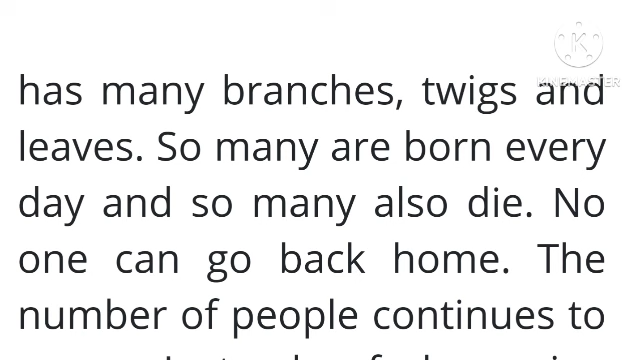 KINEMASTER
has many branches, twigs and
leaves. So many are born every
day and so many also die. No
one can go back home. The
number of people continues to